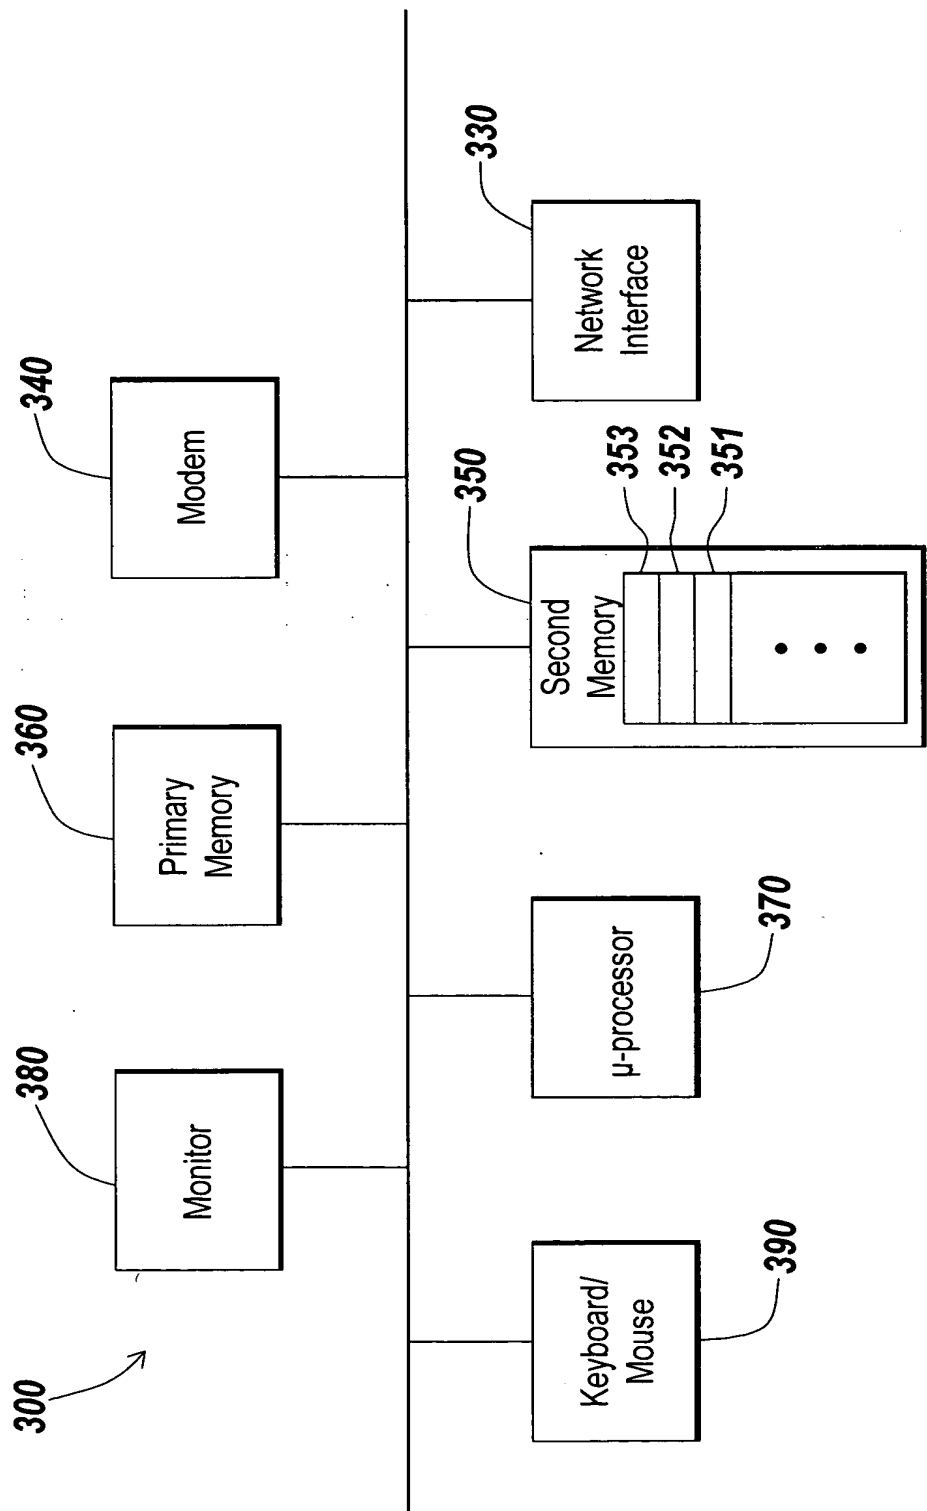 300
380
Monitor
360
Primary
Memory
340
Modem
390
Keyboard/
Mouse
370
µ-processor
350
Second
Memory
353
352
351
330
Network
Interface